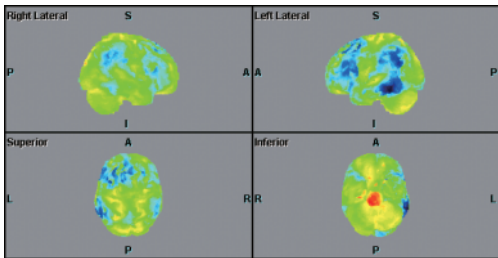 Right Lateral
S
P
A
I
Left Lateral
S
A
P
I
Superior
A
L
R
P
Inferior
A
R
L
P